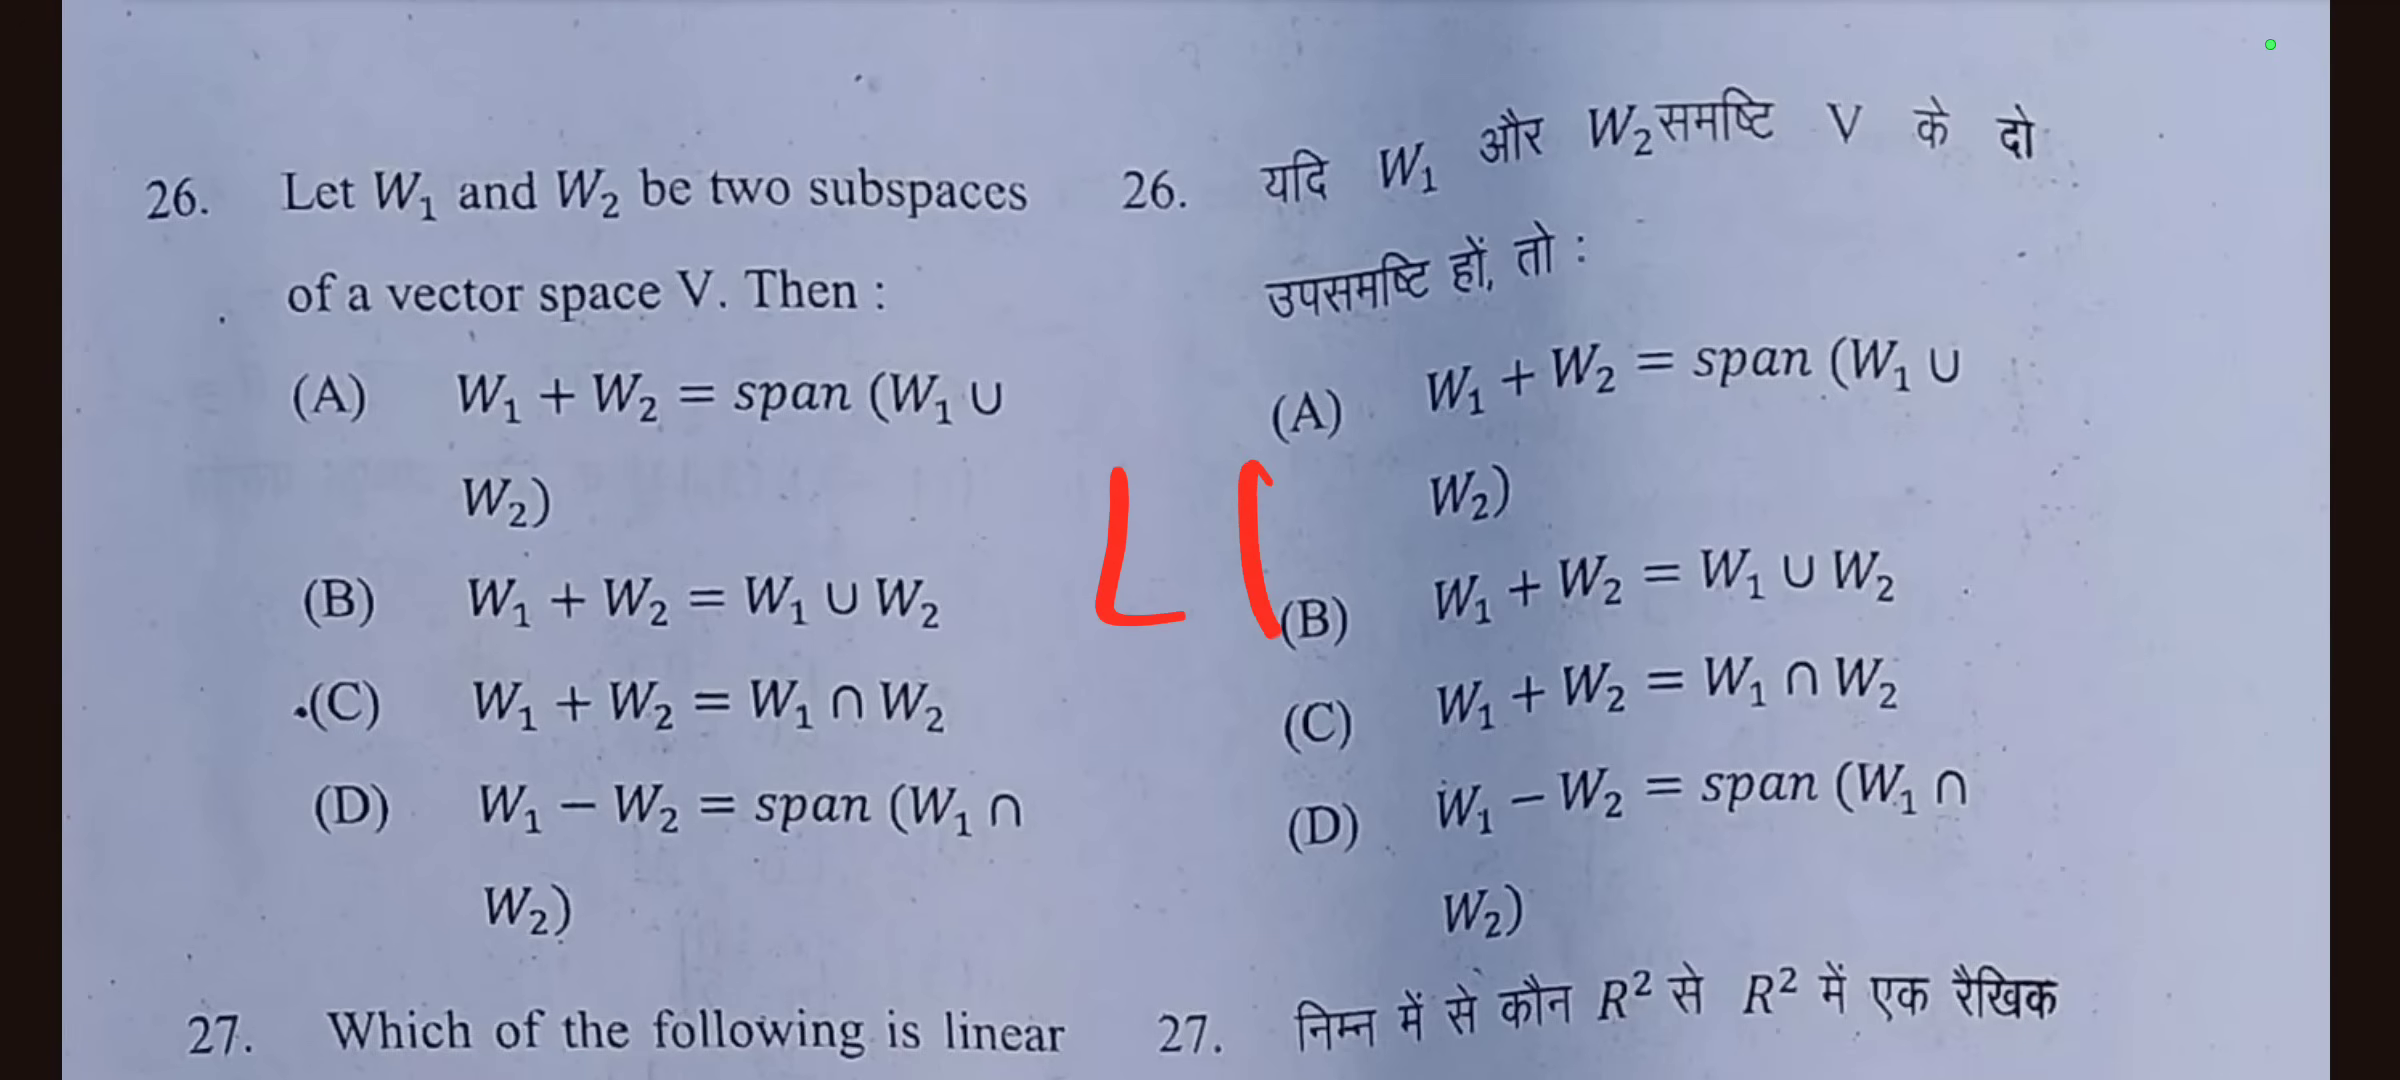 26. Let W₁ and W₂ be two subspaces
of a vector space V. Then :
(A) W₁ + W₂ = span (W₁ ∪
W₂)
(B) W₁ + W₂ = W₁ ∪ W₂
(C) W₁ + W₂ = W₁ ∩ W₂
(D) W₁ − W₂ = span (W₁ ∩
W₂)
27. Which of the following is linear
26. यदि W₁ और W₂ समष्टि V के दो
उपसमष्टि हों, तो :
(A) W₁ + W₂ = span (W₁ ∪
W₂)
(B) W₁ + W₂ = W₁ ∪ W₂
(C) W₁ + W₂ = W₁ ∩ W₂
(D) W₁ − W₂ = span (W₁ ∩
W₂)
27. निम्न में से कौन R² से R² में एक रैखिक